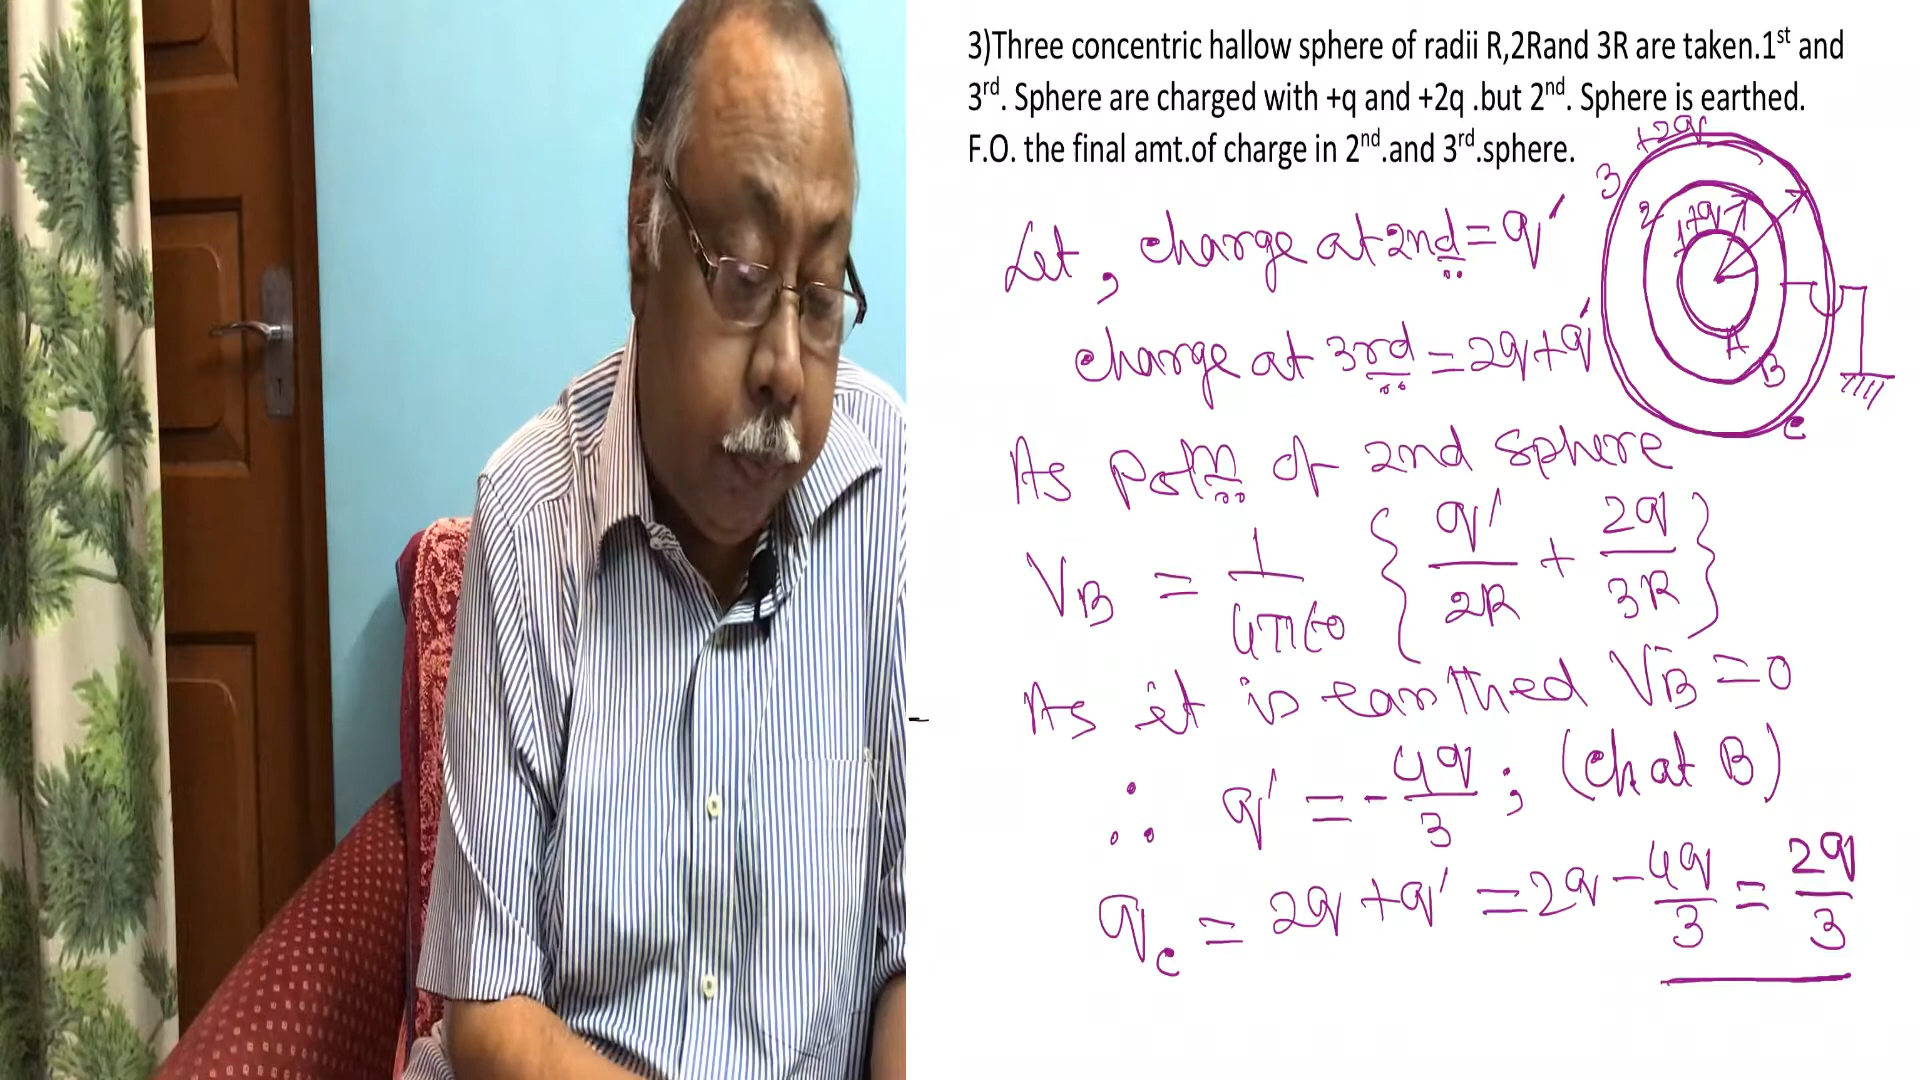 3)Three concentric hallow sphere of radii R,2Rand 3R are taken.1st and
3rd. Sphere are charged with +q and +2q .but 2nd. Sphere is earthed.
F.O. the final amt.of charge in 2nd.and 3rd.sphere.
+2q
3
2
1
+q
A
B
C
Let, charge at 2nd = q'
charge at 3rd = 2q+q'
As potn of 2nd sphere
VB = 1/4π€0 { q'/2R + 2q/3R }
As it is earthed VB = 0
∴ q' = - 4q/3 ; (ch at B)
qc = 2q + q' = 2q - 4q/3 = 2q/3